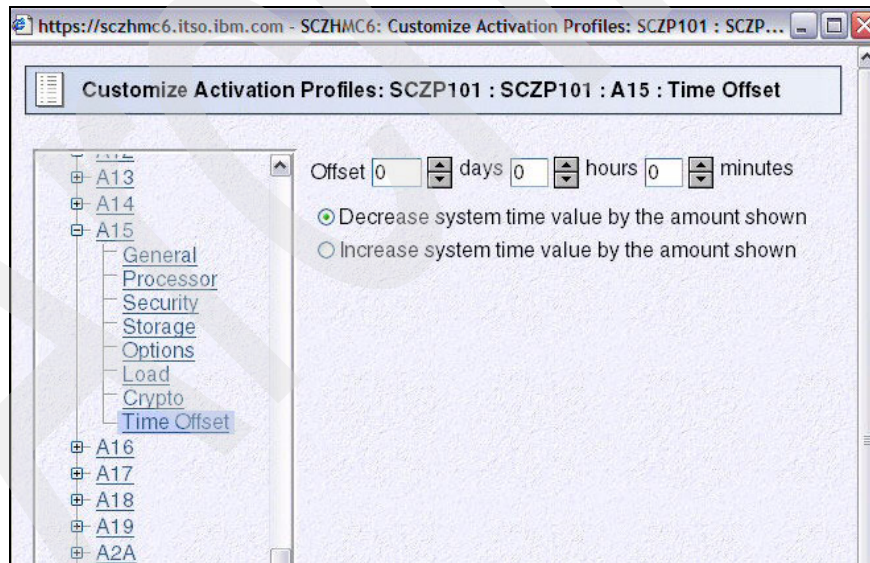 https://sczhmc6.itso.ibm.com - SCZHMC6: Customize Activation Profiles: SCZP101 : SCZP...
Customize Activation Profiles: SCZP101 : SCZP101 : A15 : Time Offset
A12
A13
A14
A15
General
Processor
Security
Storage
Options
Load
Crypto
Time Offset
A16
A17
A18
A19
A2A
Offset 0 days 0 hours 0 minutes
Decrease system time value by the amount shown
Increase system time value by the amount shown